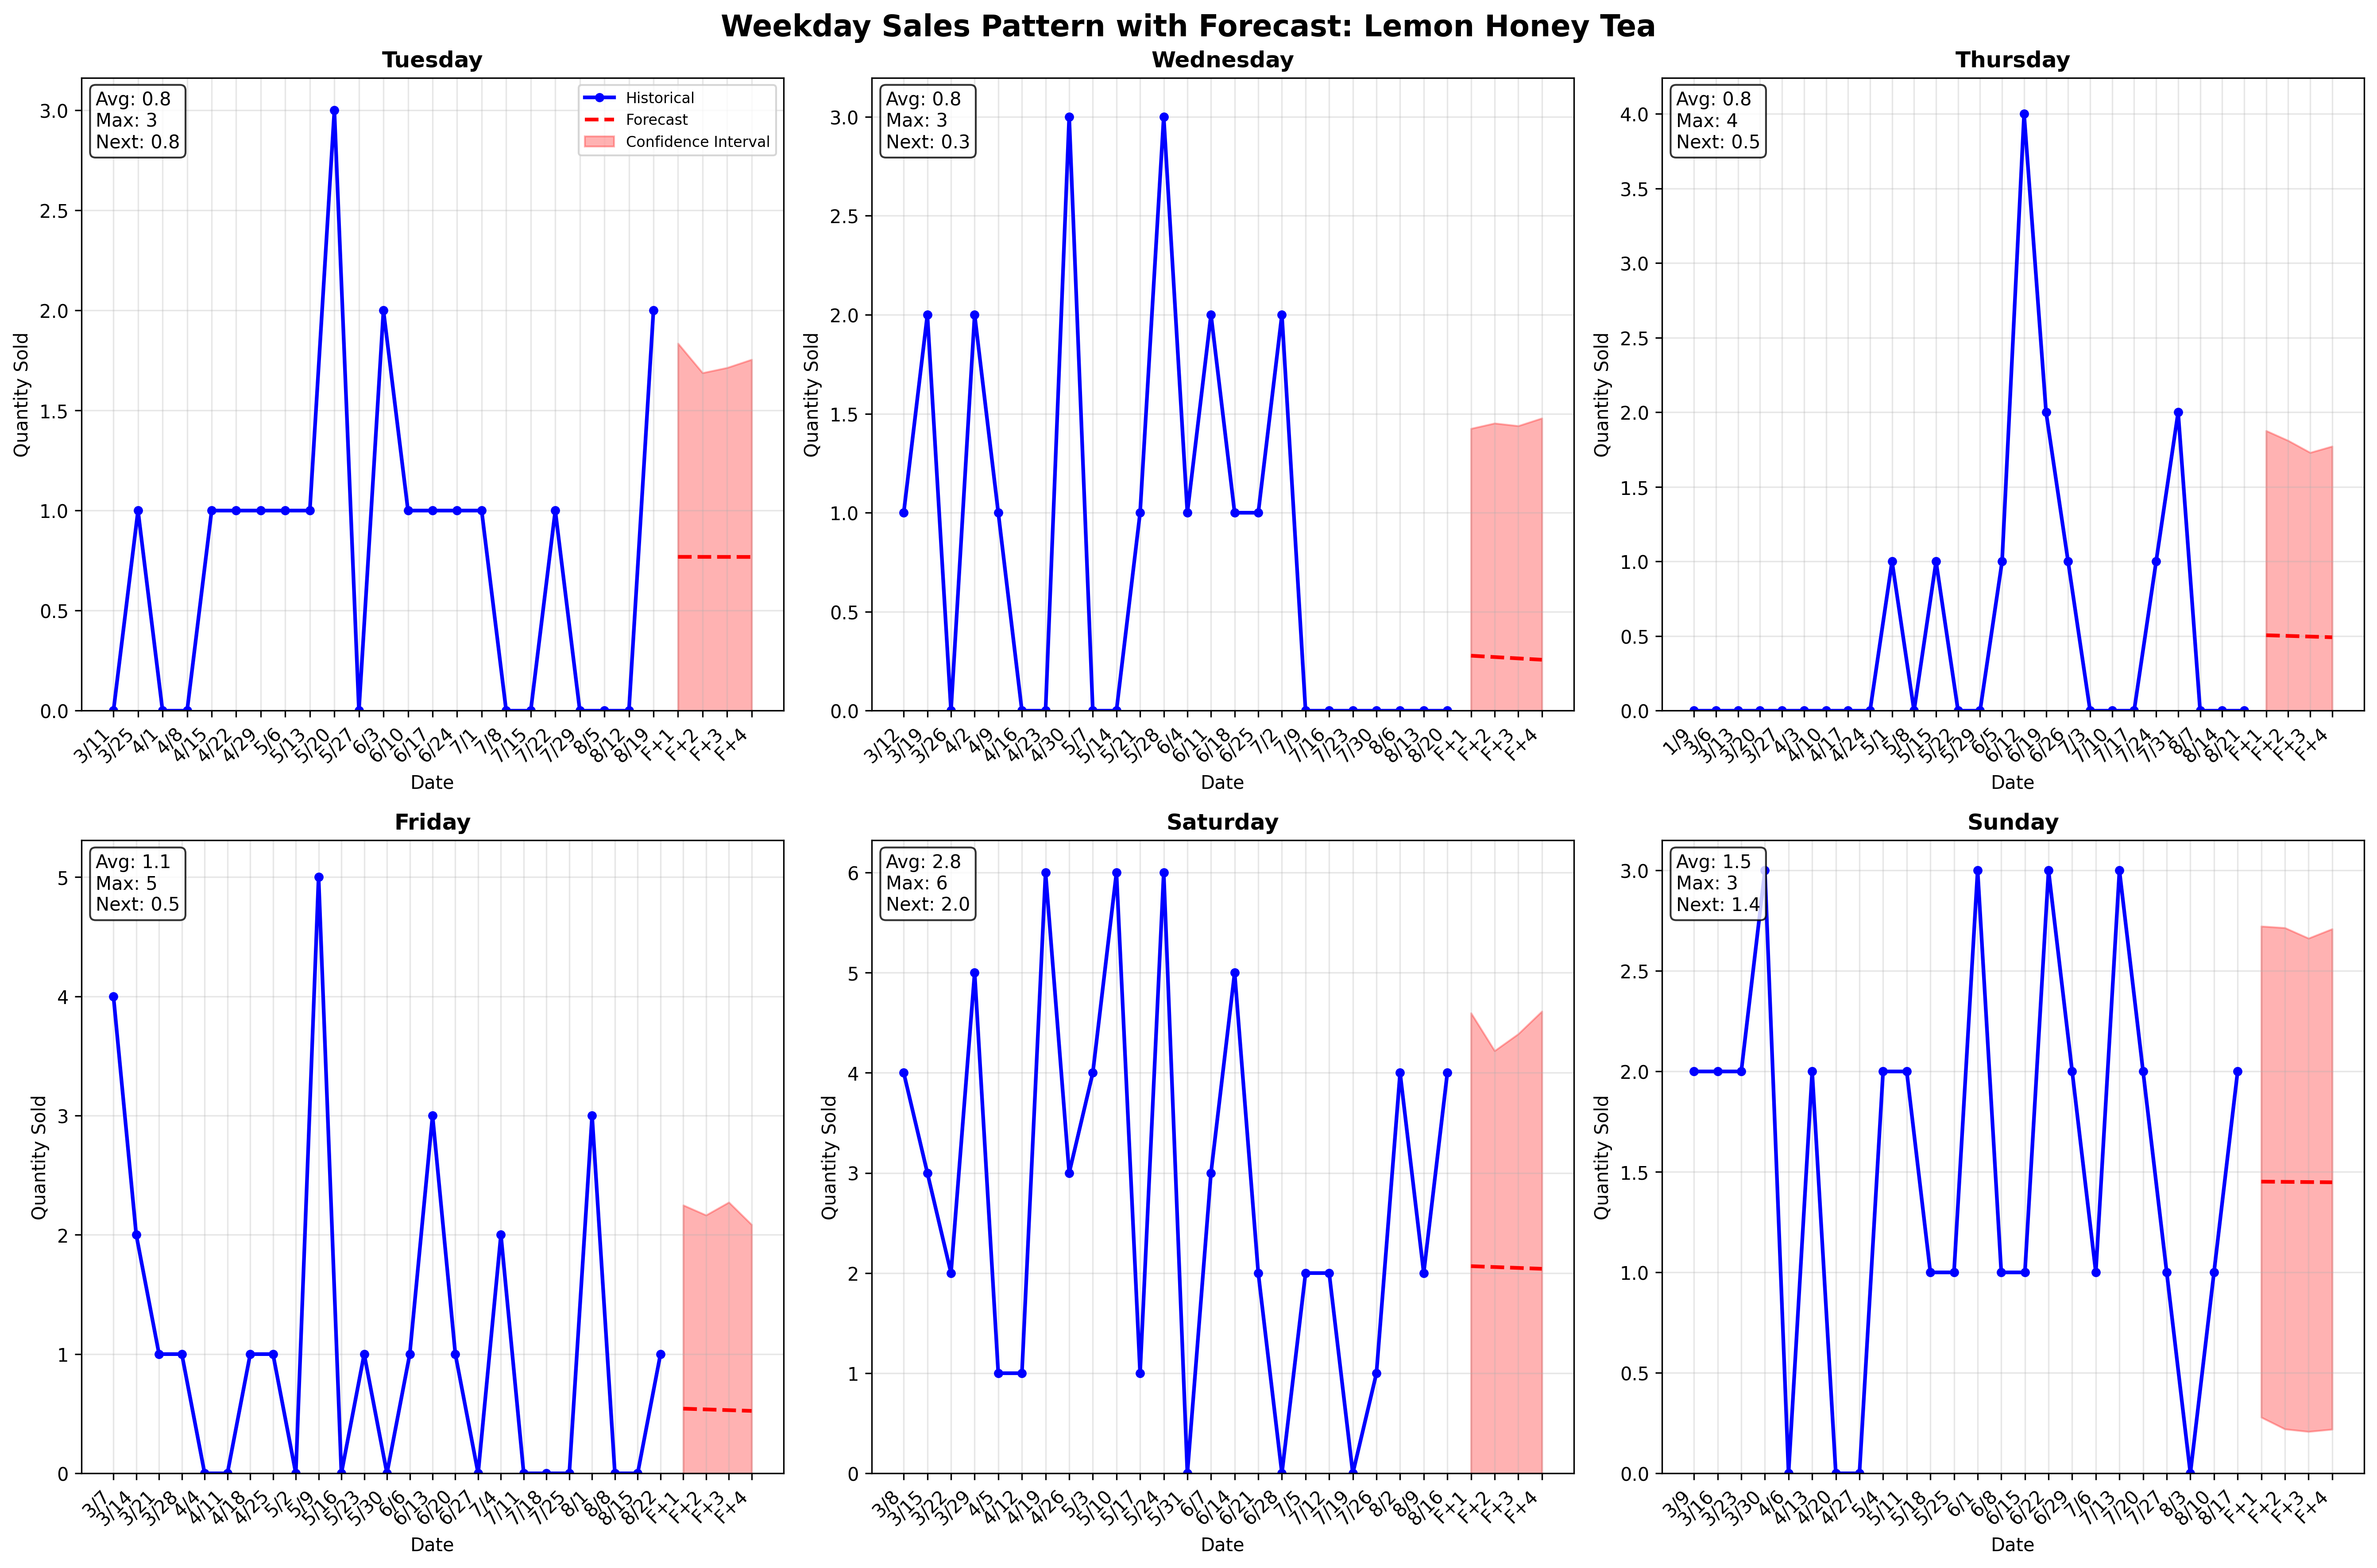 Weekday Sales Pattern with Forecast: Lemon Honey Tea
Tuesday
Avg: 0.8
Max: 3
Next: 0.8
Historical
Forecast
Confidence Interval
Quantity Sold
3.0
2.5
2.0
1.5
1.0
0.5
0.0
3/11
3/25
4/1
4/8
4/15
4/22
4/29
5/6
5/13
5/20
5/27
6/3
6/10
6/17
6/24
7/1
7/8
7/15
7/22
7/29
8/5
8/12
8/19
F+1
F+2
F+3
F+4
Date
Wednesday
Avg: 0.8
Max: 3
Next: 0.3
Quantity Sold
3.0
2.5
2.0
1.5
1.0
0.5
0.0
3/12
3/19
3/26
4/2
4/9
4/16
4/23
4/30
5/7
5/14
5/21
5/28
6/4
6/11
6/18
6/25
7/2
7/9
7/16
7/23
7/30
8/6
8/13
8/20
F+1
F+2
F+3
F+4
Date
Thursday
Avg: 0.8
Max: 4
Next: 0.5
Quantity Sold
4.0
3.5
3.0
2.5
2.0
1.5
1.0
0.5
0.0
1/9
3/6
3/13
3/20
3/27
4/3
4/10
4/17
4/24
5/1
5/8
5/15
5/22
5/29
6/5
6/12
6/19
6/26
7/3
7/10
7/17
7/24
7/31
8/7
8/14
8/21
F+1
F+2
F+3
F+4
Date
Friday
Avg: 1.1
Max: 5
Next: 0.5
Quantity Sold
5
4
3
2
1
0
3/7
3/14
3/21
3/28
4/4
4/11
4/18
4/25
5/2
5/9
5/16
5/23
5/30
6/6
6/13
6/20
6/27
7/4
7/11
7/18
7/25
8/1
8/8
8/15
8/22
F+1
F+2
F+3
F+4
Date
Saturday
Avg: 2.8
Max: 6
Next: 2.0
Quantity Sold
6
5
4
3
2
1
0
3/8
3/15
3/22
3/29
4/5
4/12
4/19
4/26
5/3
5/10
5/17
5/24
5/31
6/7
6/14
6/21
6/28
7/5
7/12
7/19
7/26
8/2
8/9
8/16
F+1
F+2
F+3
F+4
Date
Sunday
Avg: 1.5
Max: 3
Next: 1.4
Quantity Sold
3.0
2.5
2.0
1.5
1.0
0.5
0.0
3/9
3/16
3/23
3/30
4/6
4/13
4/20
4/27
5/4
5/11
5/18
5/25
6/1
6/8
6/15
6/22
6/29
7/6
7/13
7/20
7/27
8/3
8/10
8/17
F+1
F+2
F+3
F+4
Date